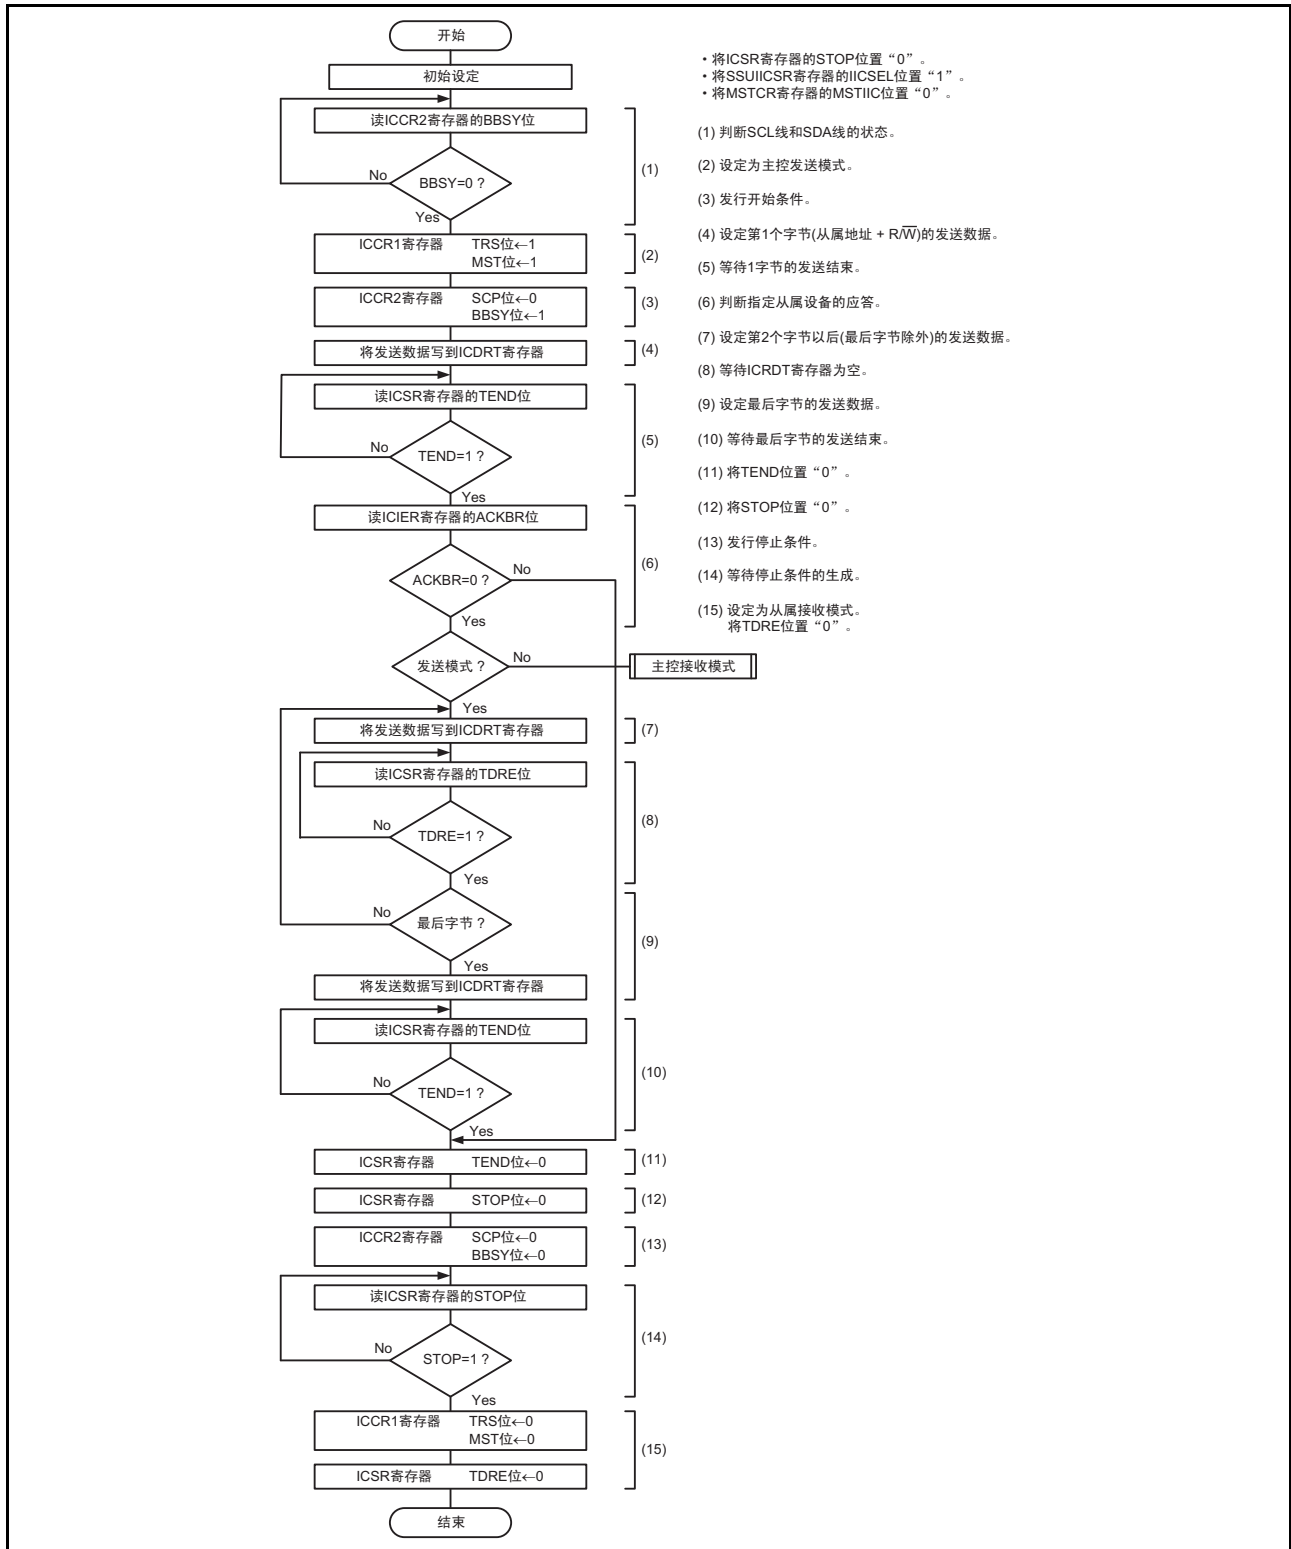 开始
初始设定
读ICCR2寄存器的BBSY位
No
BBSY=0 ?
Yes
(1)
ICCR1寄存器 TRS位←1
MST位←1
(2)
ICCR2寄存器 SCP位←0
BBSY位←1
(3)
将发送数据写到ICDRT寄存器
(4)
读ICSR寄存器的TEND位
No
TEND=1 ?
Yes
(5)
读ICIER寄存器的ACKBR位
ACKBR=0 ?
No
Yes
(6)
发送模式 ?
No
主控接收模式
Yes
将发送数据写到ICDRT寄存器
(7)
读ICSR寄存器的TDRE位
No
TDRE=1 ?
Yes
(8)
No
最后字节 ?
Yes
将发送数据写到ICDRT寄存器
(9)
读ICSR寄存器的TEND位
No
TEND=1 ?
Yes
(10)
ICSR寄存器 TEND位←0
(11)
ICSR寄存器 STOP位←0
(12)
ICCR2寄存器 SCP位←0
BBSY位←0
(13)
读ICSR寄存器的STOP位
No
STOP=1 ?
Yes
(14)
ICCR1寄存器 TRS位←0
MST位←0
ICSR寄存器 TDRE位←0
(15)
结束
・将ICSR寄存器的STOP位置“0”。
・将SSUIICSR寄存器的IICSEL位置“1”。
・将MSTCR寄存器的MSTIIC位置“0”。
(1) 判断SCL线和SDA线的状态。
(2) 设定为主控发送模式。
(3) 发行开始条件。
(4) 设定第1个字节(从属地址 + R/W̅)的发送数据。
(5) 等待1字节的发送结束。
(6) 判断指定从属设备的应答。
(7) 设定第2个字节以后(最后字节除外)的发送数据。
(8) 等待ICRDT寄存器为空。
(9) 设定最后字节的发送数据。
(10) 等待最后字节的发送结束。
(11) 将TEND位置“0”。
(12) 将STOP位置“0”。
(13) 发行停止条件。
(14) 等待停止条件的生成。
(15) 设定为从属接收模式。
将TDRE位置“0”。